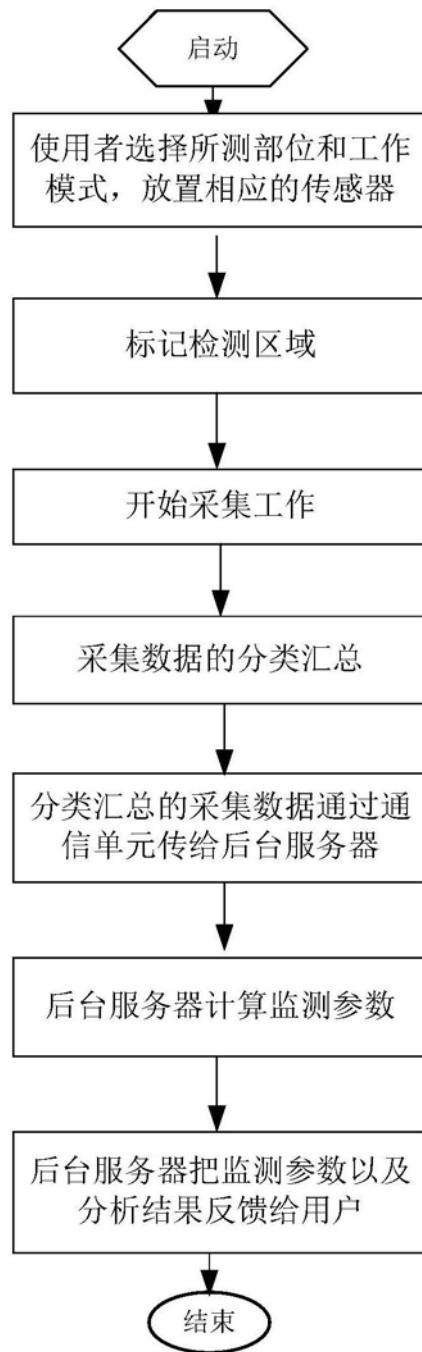 启动
使用者选择所测部位和工作
模式，放置相应的传感器
标记检测区域
开始采集工作
采集数据的分类汇总
分类汇总的采集数据通过通
信单元传给后台服务器
后台服务器计算监测参数
后台服务器把监测参数以及
分析结果反馈给用户
结束